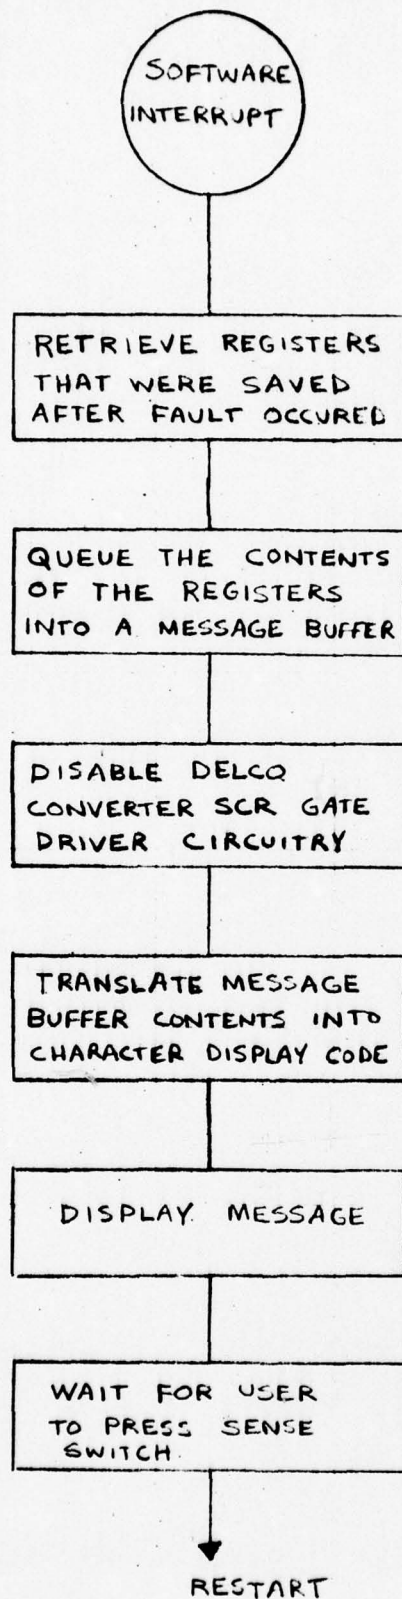 SOFTWARE
INTERRUPT
RETRIEVE REGISTERS
THAT WERE SAVED
AFTER FAULT OCCURED
QUEUE THE CONTENTS
OF THE REGISTERS
INTO A MESSAGE BUFFER
DISABLE DELCO
CONVERTER SCR GATE
DRIVER CIRCUITRY
TRANSLATE MESSAGE
BUFFER CONTENTS INTO
CHARACTER DISPLAY CODE
DISPLAY MESSAGE
WAIT FOR USER
TO PRESS SENSE
SWITCH
RESTART